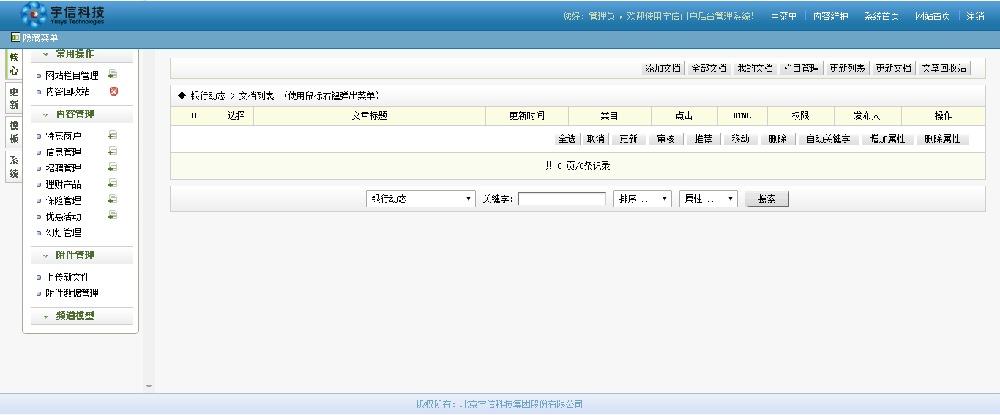 宇信科技
Yusys Technologies
您好：管理员 ，欢迎使用宇信门户后台管理系统！ 主菜单 内容维护 系统首页 网站首页 注销
隐藏菜单
核心
更新
模板
系统
常用操作
网站栏目管理
内容回收站
内容管理
特惠商户
信息管理
招聘管理
理财产品
保险管理
优惠活动
幻灯管理
附件管理
上传新文件
附件数据管理
频道模型
添加文档 全部文档 我的文档 栏目管理 更新列表 更新文档 文章回收站
◆ 银行动态 > 文档列表 （使用鼠标右键弹出菜单）
ID 选择 文章标题 更新时间 类目 点击 HTML 权限 发布人 操作
全选 取消 更新 审核 推荐 移动 删除 自动关键字 增加属性 删除属性
共 0 页/0条记录
银行动态 关键字： 排序... 属性... 搜索
版权所有：北京宇信科技集团股份有限公司